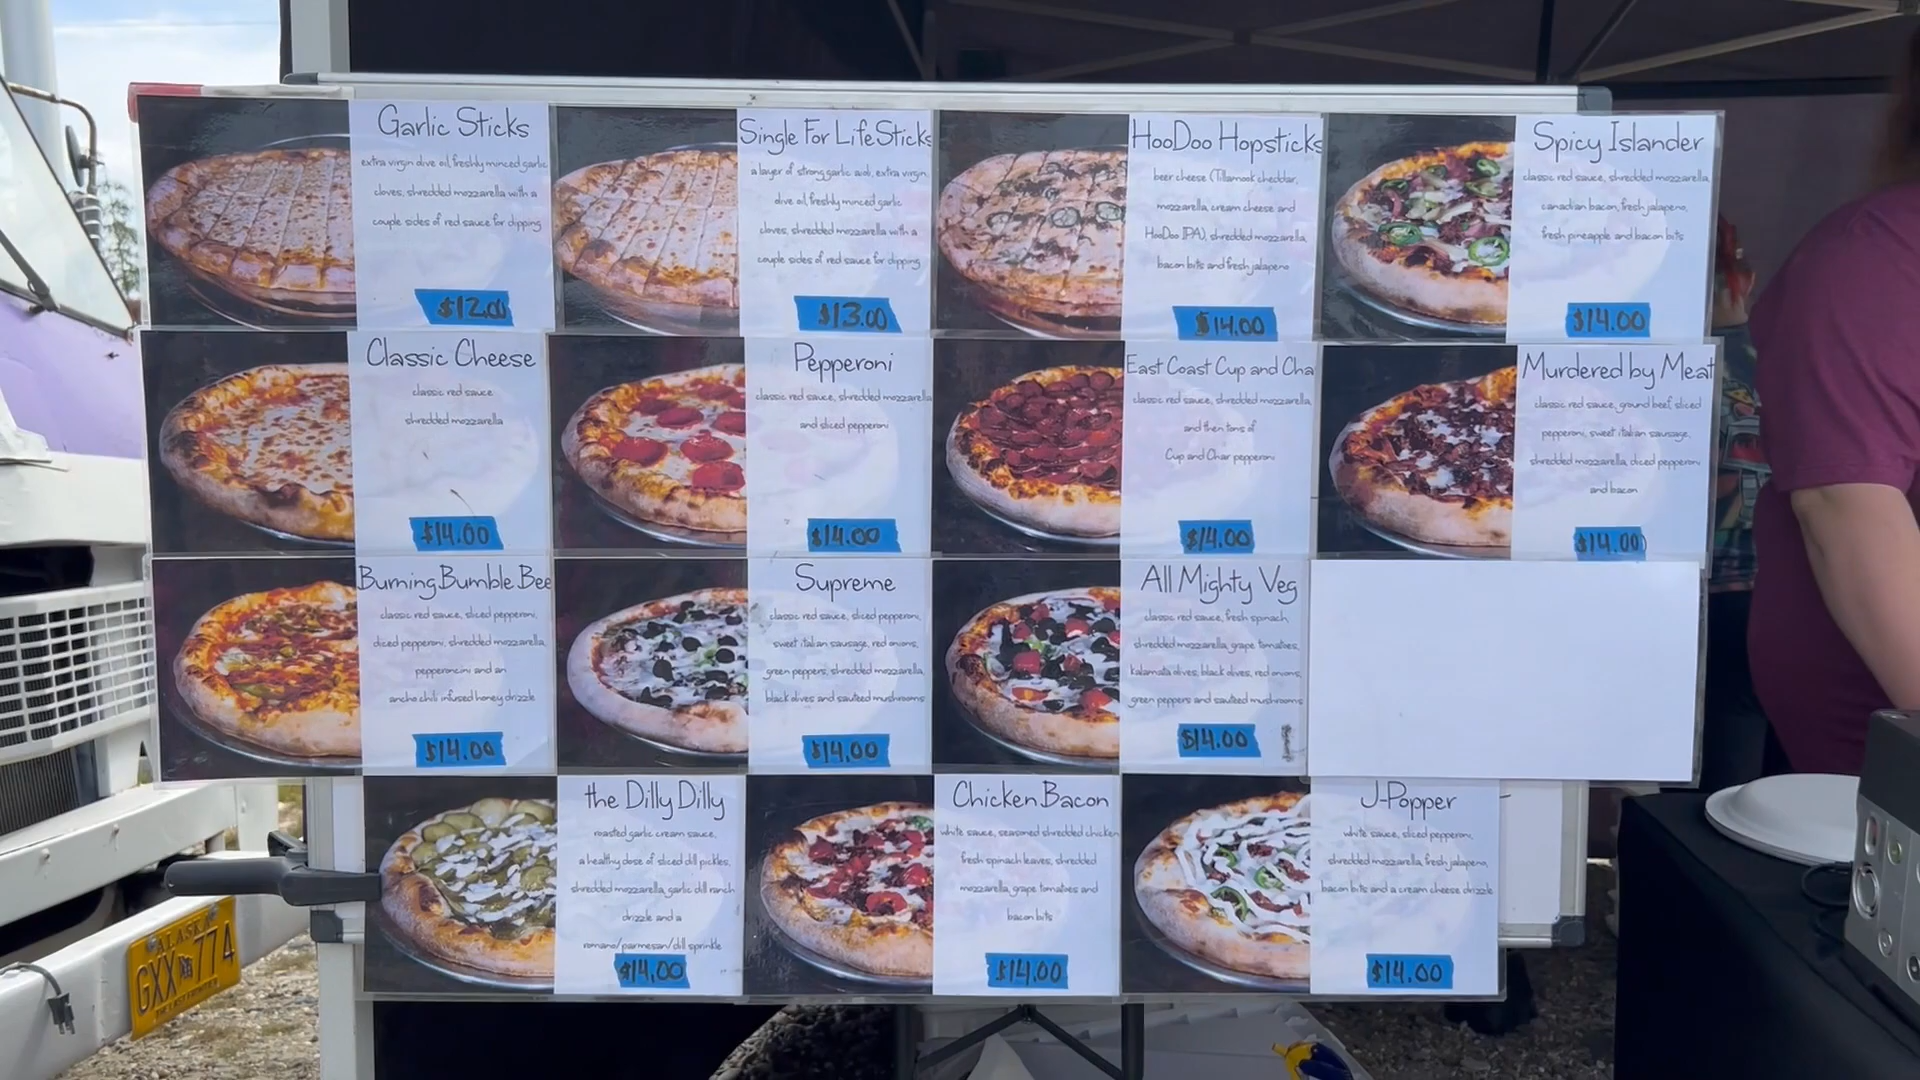 Garlic Sticks
extra virgin olive oil, freshly minced garlic
cloves, shredded mozzarella with a
couple sides of red sauce for dipping
$12.00
Single For Life Sticks
a layer of strong garlic aioli, extra virgin
olive oil, freshly minced garlic
cloves, shredded mozzarella with a
couple sides of red sauce for dipping
$13.00
HooDoo Hopsticks
beer cheese (Tillamook cheddar,
mozzarella, cream cheese and
HooDoo IPA), shredded mozzarella,
bacon bits and fresh jalapeno
$14.00
Spicy Islander
classic red sauce, shredded mozzarella,
canadian bacon, fresh jalapeno,
fresh pineapple and bacon bits
$14.00
Classic Cheese
classic red sauce
shredded mozzarella
$14.00
Pepperoni
classic red sauce, shredded mozzarella
and sliced pepperoni
$14.00
East Coast Cup and Cha
classic red sauce, shredded mozzarella,
and then tons of
Cup and Char pepperoni
$14.00
Murdered by Meat
classic red sauce, ground beef, sliced
pepperoni, sweet italian sausage,
shredded mozzarella, diced pepperoni
and bacon
$14.00
Burning Bumble Bee
classic red sauce, sliced pepperoni,
diced pepperoni, shredded mozzarella,
pepperoncini and an
ancho chili infused honey drizzle
$14.00
Supreme
classic red sauce, sliced pepperoni,
sweet italian sausage, red onions,
green peppers, shredded mozzarella,
black olives and sauteed mushrooms
$14.00
All Mighty Veg
classic red sauce, fresh spinach,
shredded mozzarella, grape tomatoes,
kalamata olives, black olives, red onions,
green peppers and sauteed mushrooms
$14.00
the Dilly Dilly
roasted garlic cream sauce,
a healthy dose of sliced dill pickles,
shredded mozzarella, garlic dill ranch
drizzle and a
romano/parmesan/dill sprinkle
$14.00
Chicken Bacon
white sauce, seasoned shredded chicken
fresh spinach leaves, shredded
mozzarella, grape tomatoes and
bacon bits
$14.00
J-Popper
white sauce, sliced pepperoni,
shredded mozzarella, fresh jalapeno,
bacon bits and a cream cheese drizzle
$14.00
ALASKA
GXX 774
THE LAST FRONTIER